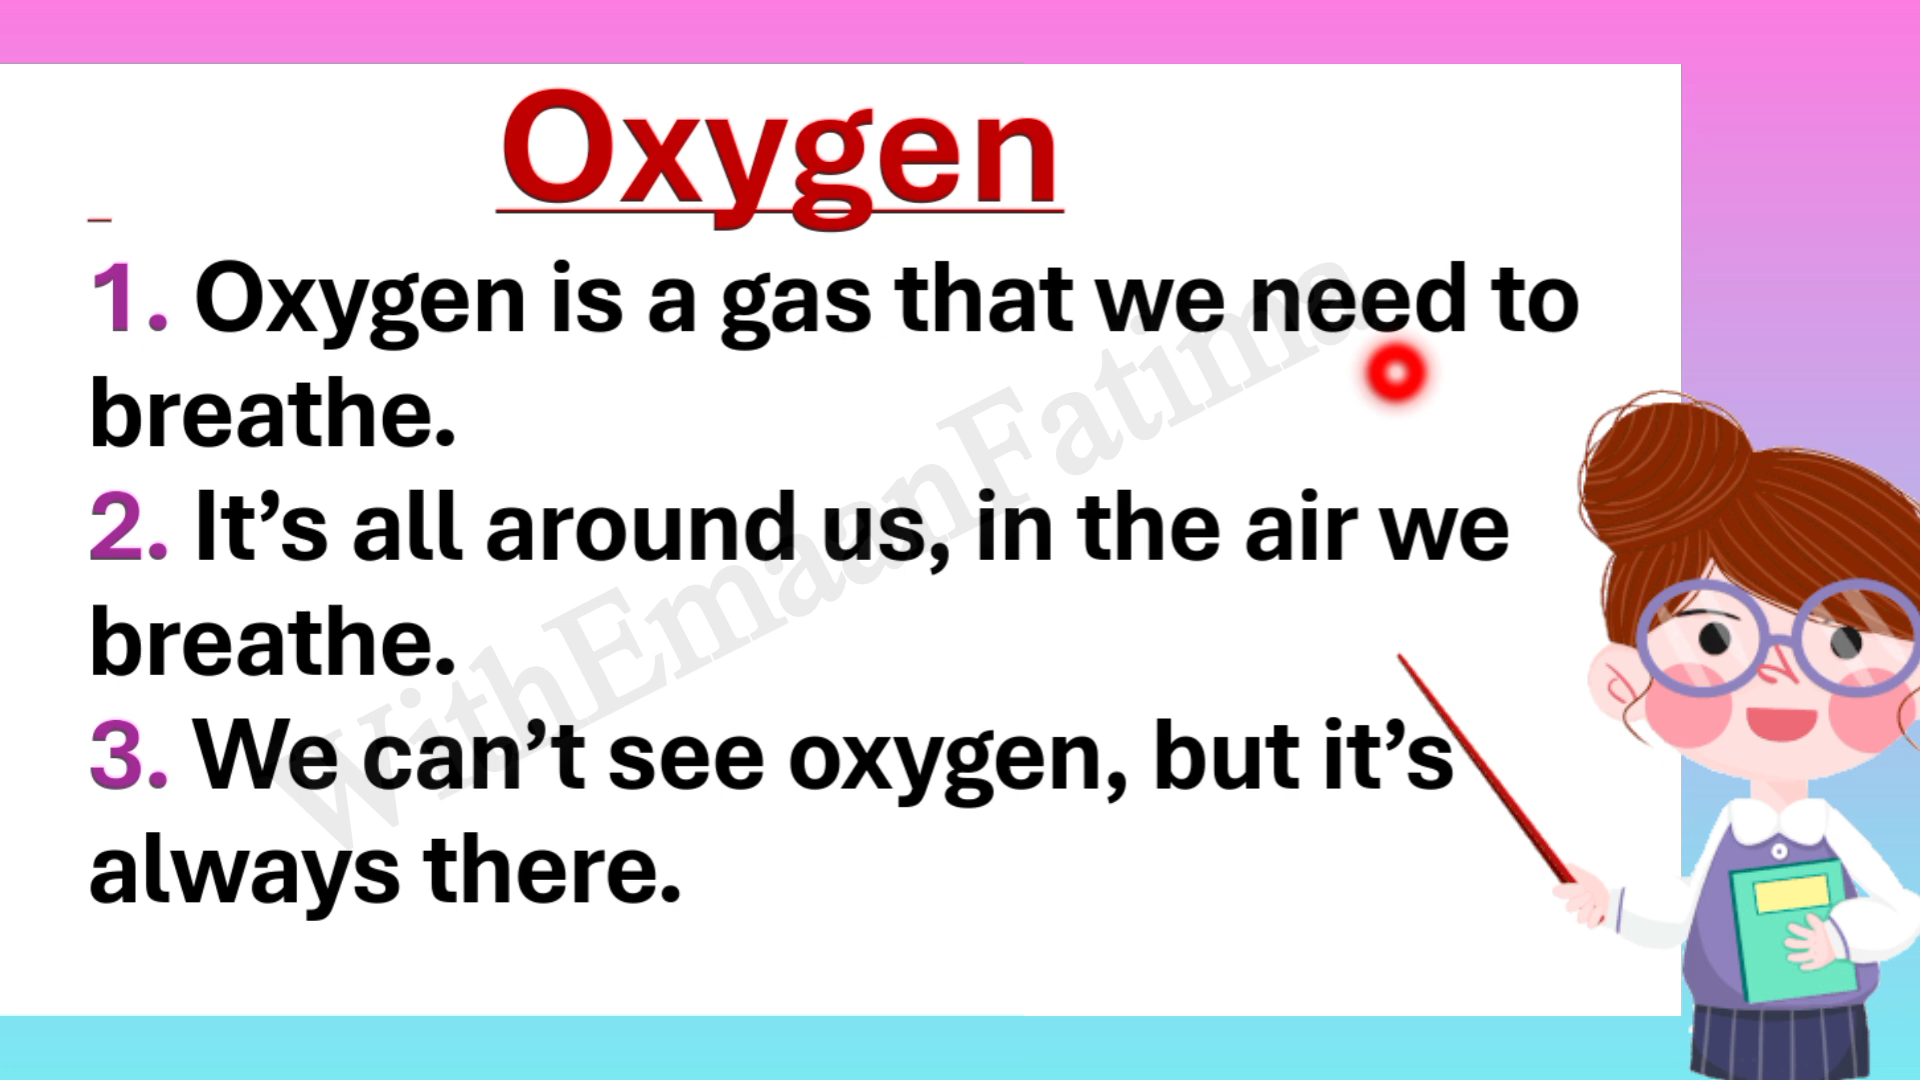 Oxygen
1. Oxygen is a gas that we need to
breathe.
2. It’s all around us, in the air we
breathe.
3. We can’t see oxygen, but it’s
always there.
WithEmaanFatima